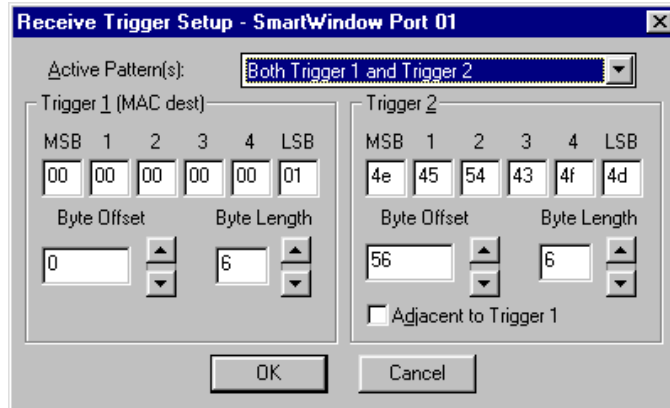 Receive Trigger Setup - SmartWindow Port 01
Active Pattern(s): Both Trigger 1 and Trigger 2
Trigger 1 (MAC dest)
MSB 1 2 3 4 LSB
00 00 00 00 00 01
Byte Offset Byte Length
0 6
Trigger 2
MSB 1 2 3 4 LSB
4e 45 54 43 4f 4d
Byte Offset Byte Length
56 6
Adjacent to Trigger 1
OK Cancel